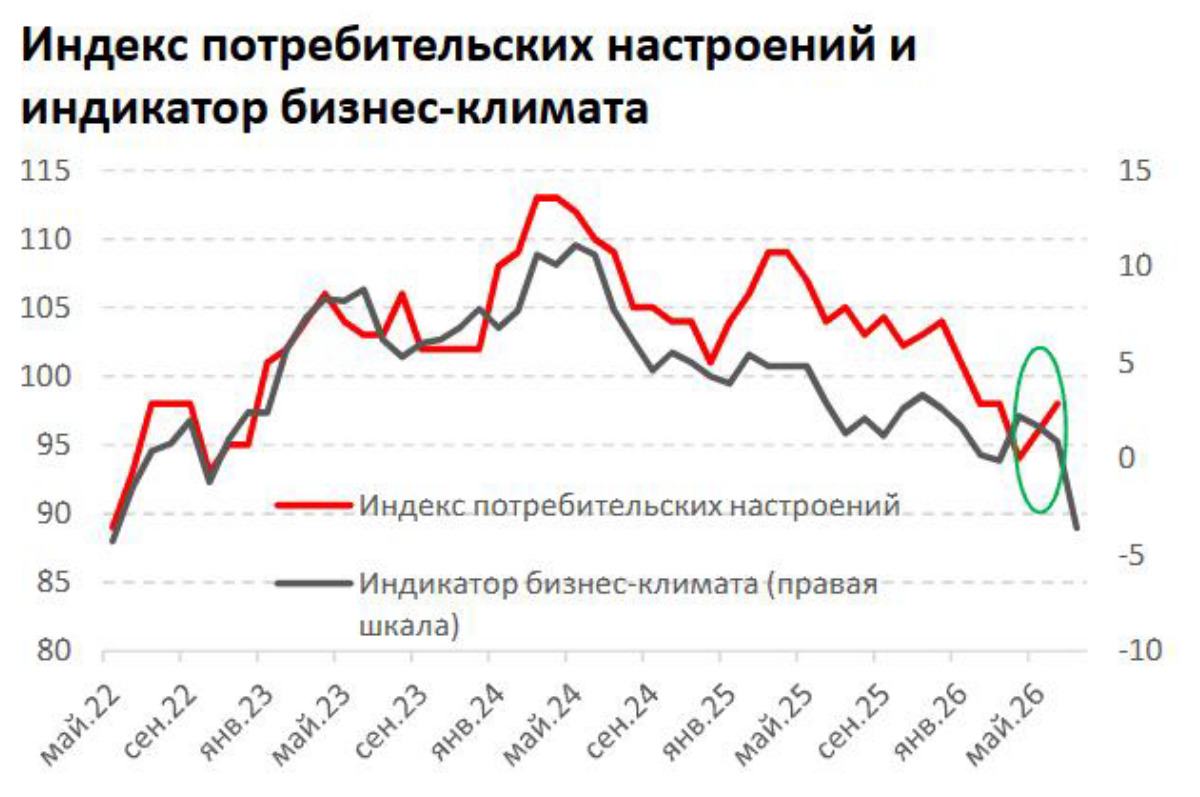 Индекс потребительских настроений и
индикатор бизнес-климата
115
110
105
100
95
90
85
80
15
10
5
0
-5
-10
Индекс потребительских настроений
Индикатор бизнес-климата (правая
шкала)
май.22
сен.22
янв.23
май.23
сен.23
янв.24
май.24
сен.24
янв.25
май.25
сен.25
янв.26
май.26